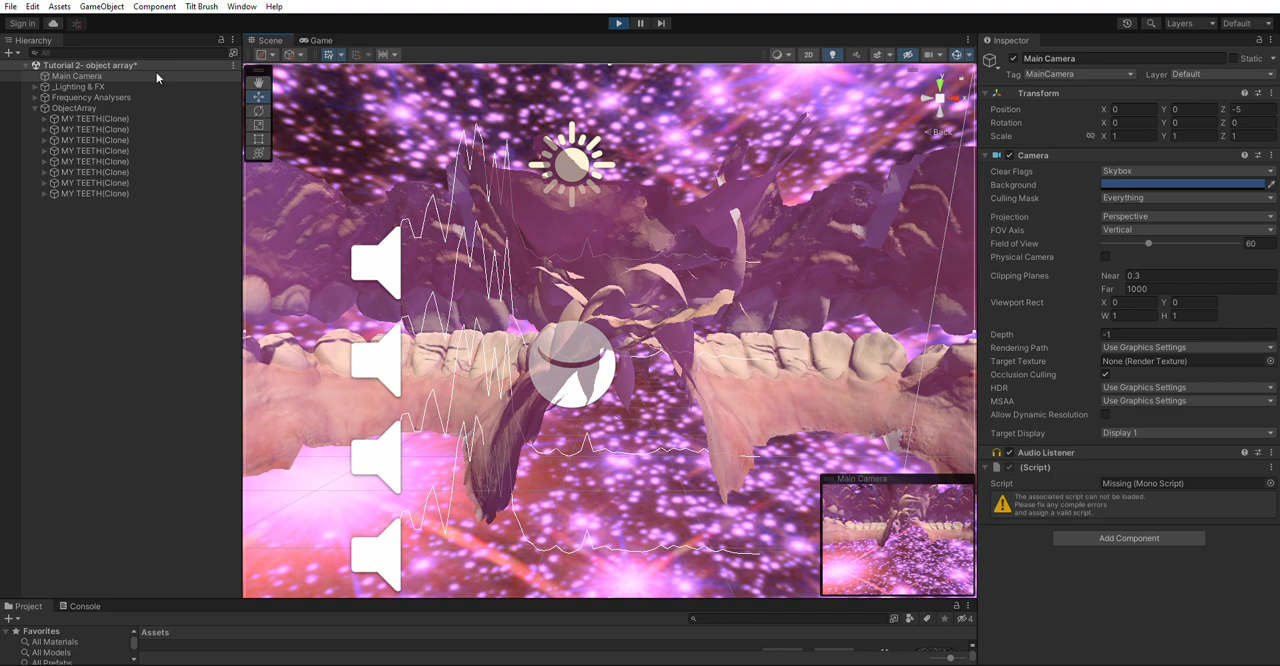 File Edit Assets GameObject Component Tilt Brush Window Help
Sign in Layers Default
Hierarchy Scene Game Inspector
All 2D Main Camera Static
Tag MainCamera Layer Default
Tutorial 2- object array*
Main Camera
_Lighting & FX
Frequency Analysers
ObjectArray
MY TEETH(Clone)
MY TEETH(Clone)
MY TEETH(Clone)
MY TEETH(Clone)
MY TEETH(Clone)
MY TEETH(Clone)
MY TEETH(Clone)
MY TEETH(Clone)
y
x
Back
Main Camera
Transform
Position X 0 Y 0 Z -5
Rotation X 0 Y 0 Z 0
Scale X 1 Y 1 Z 1
Camera
Clear Flags Skybox
Background
Culling Mask Everything
Projection Perspective
FOV Axis Vertical
Field of View 60
Physical Camera
Clipping Planes Near 0.3
Far 1000
Viewport Rect X 0 Y 0
W 1 H 1
Depth -1
Rendering Path Use Graphics Settings
Target Texture None (Render Texture)
Occlusion Culling
HDR Use Graphics Settings
MSAA Use Graphics Settings
Allow Dynamic Resolution
Target Display Display 1
Audio Listener
(Script)
Script Missing (Mono Script)
The associated script can not be loaded.
Please fix any compile errors
and assign a valid script.
Add Component
Project Console
4
Favorites Assets
All Materials
All Models
All Prefabs